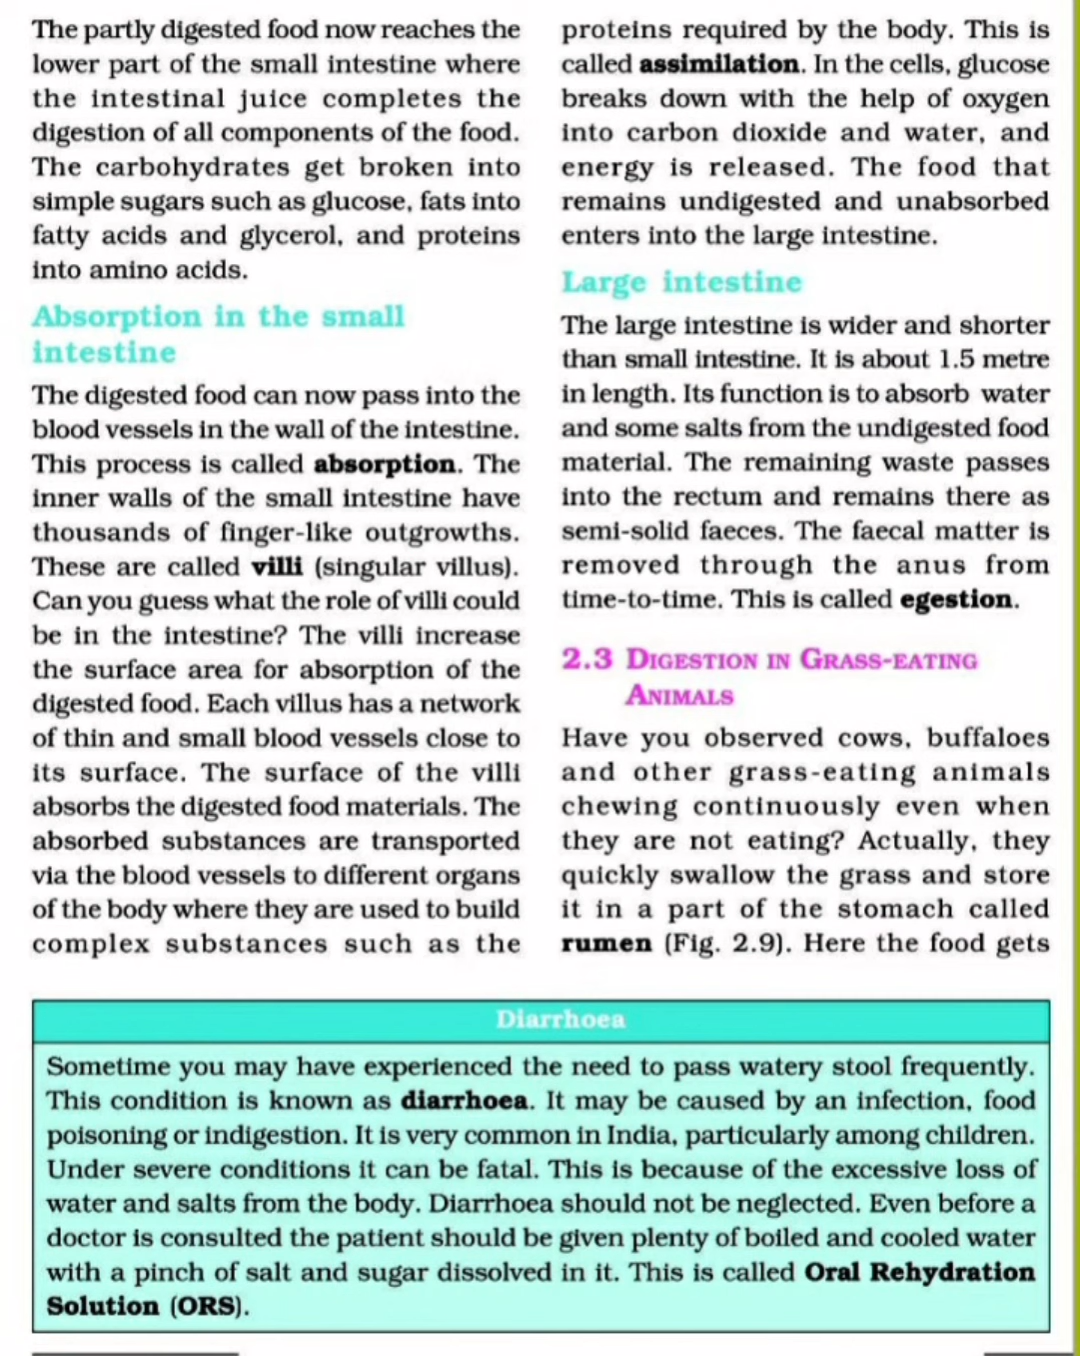 The partly digested food now reaches the
lower part of the small intestine where
the intestinal juice completes the
digestion of all components of the food.
The carbohydrates get broken into
simple sugars such as glucose, fats into
fatty acids and glycerol, and proteins
into amino acids.
Absorption in the small
intestine
The digested food can now pass into the
blood vessels in the wall of the intestine.
This process is called absorption. The
inner walls of the small intestine have
thousands of finger-like outgrowths.
These are called villi (singular villus).
Can you guess what the role of villi could
be in the intestine? The villi increase
the surface area for absorption of the
digested food. Each villus has a network
of thin and small blood vessels close to
its surface. The surface of the villi
absorbs the digested food materials. The
absorbed substances are transported
via the blood vessels to different organs
of the body where they are used to build
complex substances such as the
proteins required by the body. This is
called assimilation. In the cells, glucose
breaks down with the help of oxygen
into carbon dioxide and water, and
energy is released. The food that
remains undigested and unabsorbed
enters into the large intestine.
Large intestine
The large intestine is wider and shorter
than small intestine. It is about 1.5 metre
in length. Its function is to absorb water
and some salts from the undigested food
material. The remaining waste passes
into the rectum and remains there as
semi-solid faeces. The faecal matter is
removed through the anus from
time-to-time. This is called egestion.
2.3 DIGESTION IN GRASS-EATING
ANIMALS
Have you observed cows, buffaloes
and other grass-eating animals
chewing continuously even when
they are not eating? Actually, they
quickly swallow the grass and store
it in a part of the stomach called
rumen (Fig. 2.9). Here the food gets
Diarrhoea
Sometime you may have experienced the need to pass watery stool frequently.
This condition is known as diarrhoea. It may be caused by an infection, food
poisoning or indigestion. It is very common in India, particularly among children.
Under severe conditions it can be fatal. This is because of the excessive loss of
water and salts from the body. Diarrhoea should not be neglected. Even before a
doctor is consulted the patient should be given plenty of boiled and cooled water
with a pinch of salt and sugar dissolved in it. This is called Oral Rehydration
Solution (ORS).